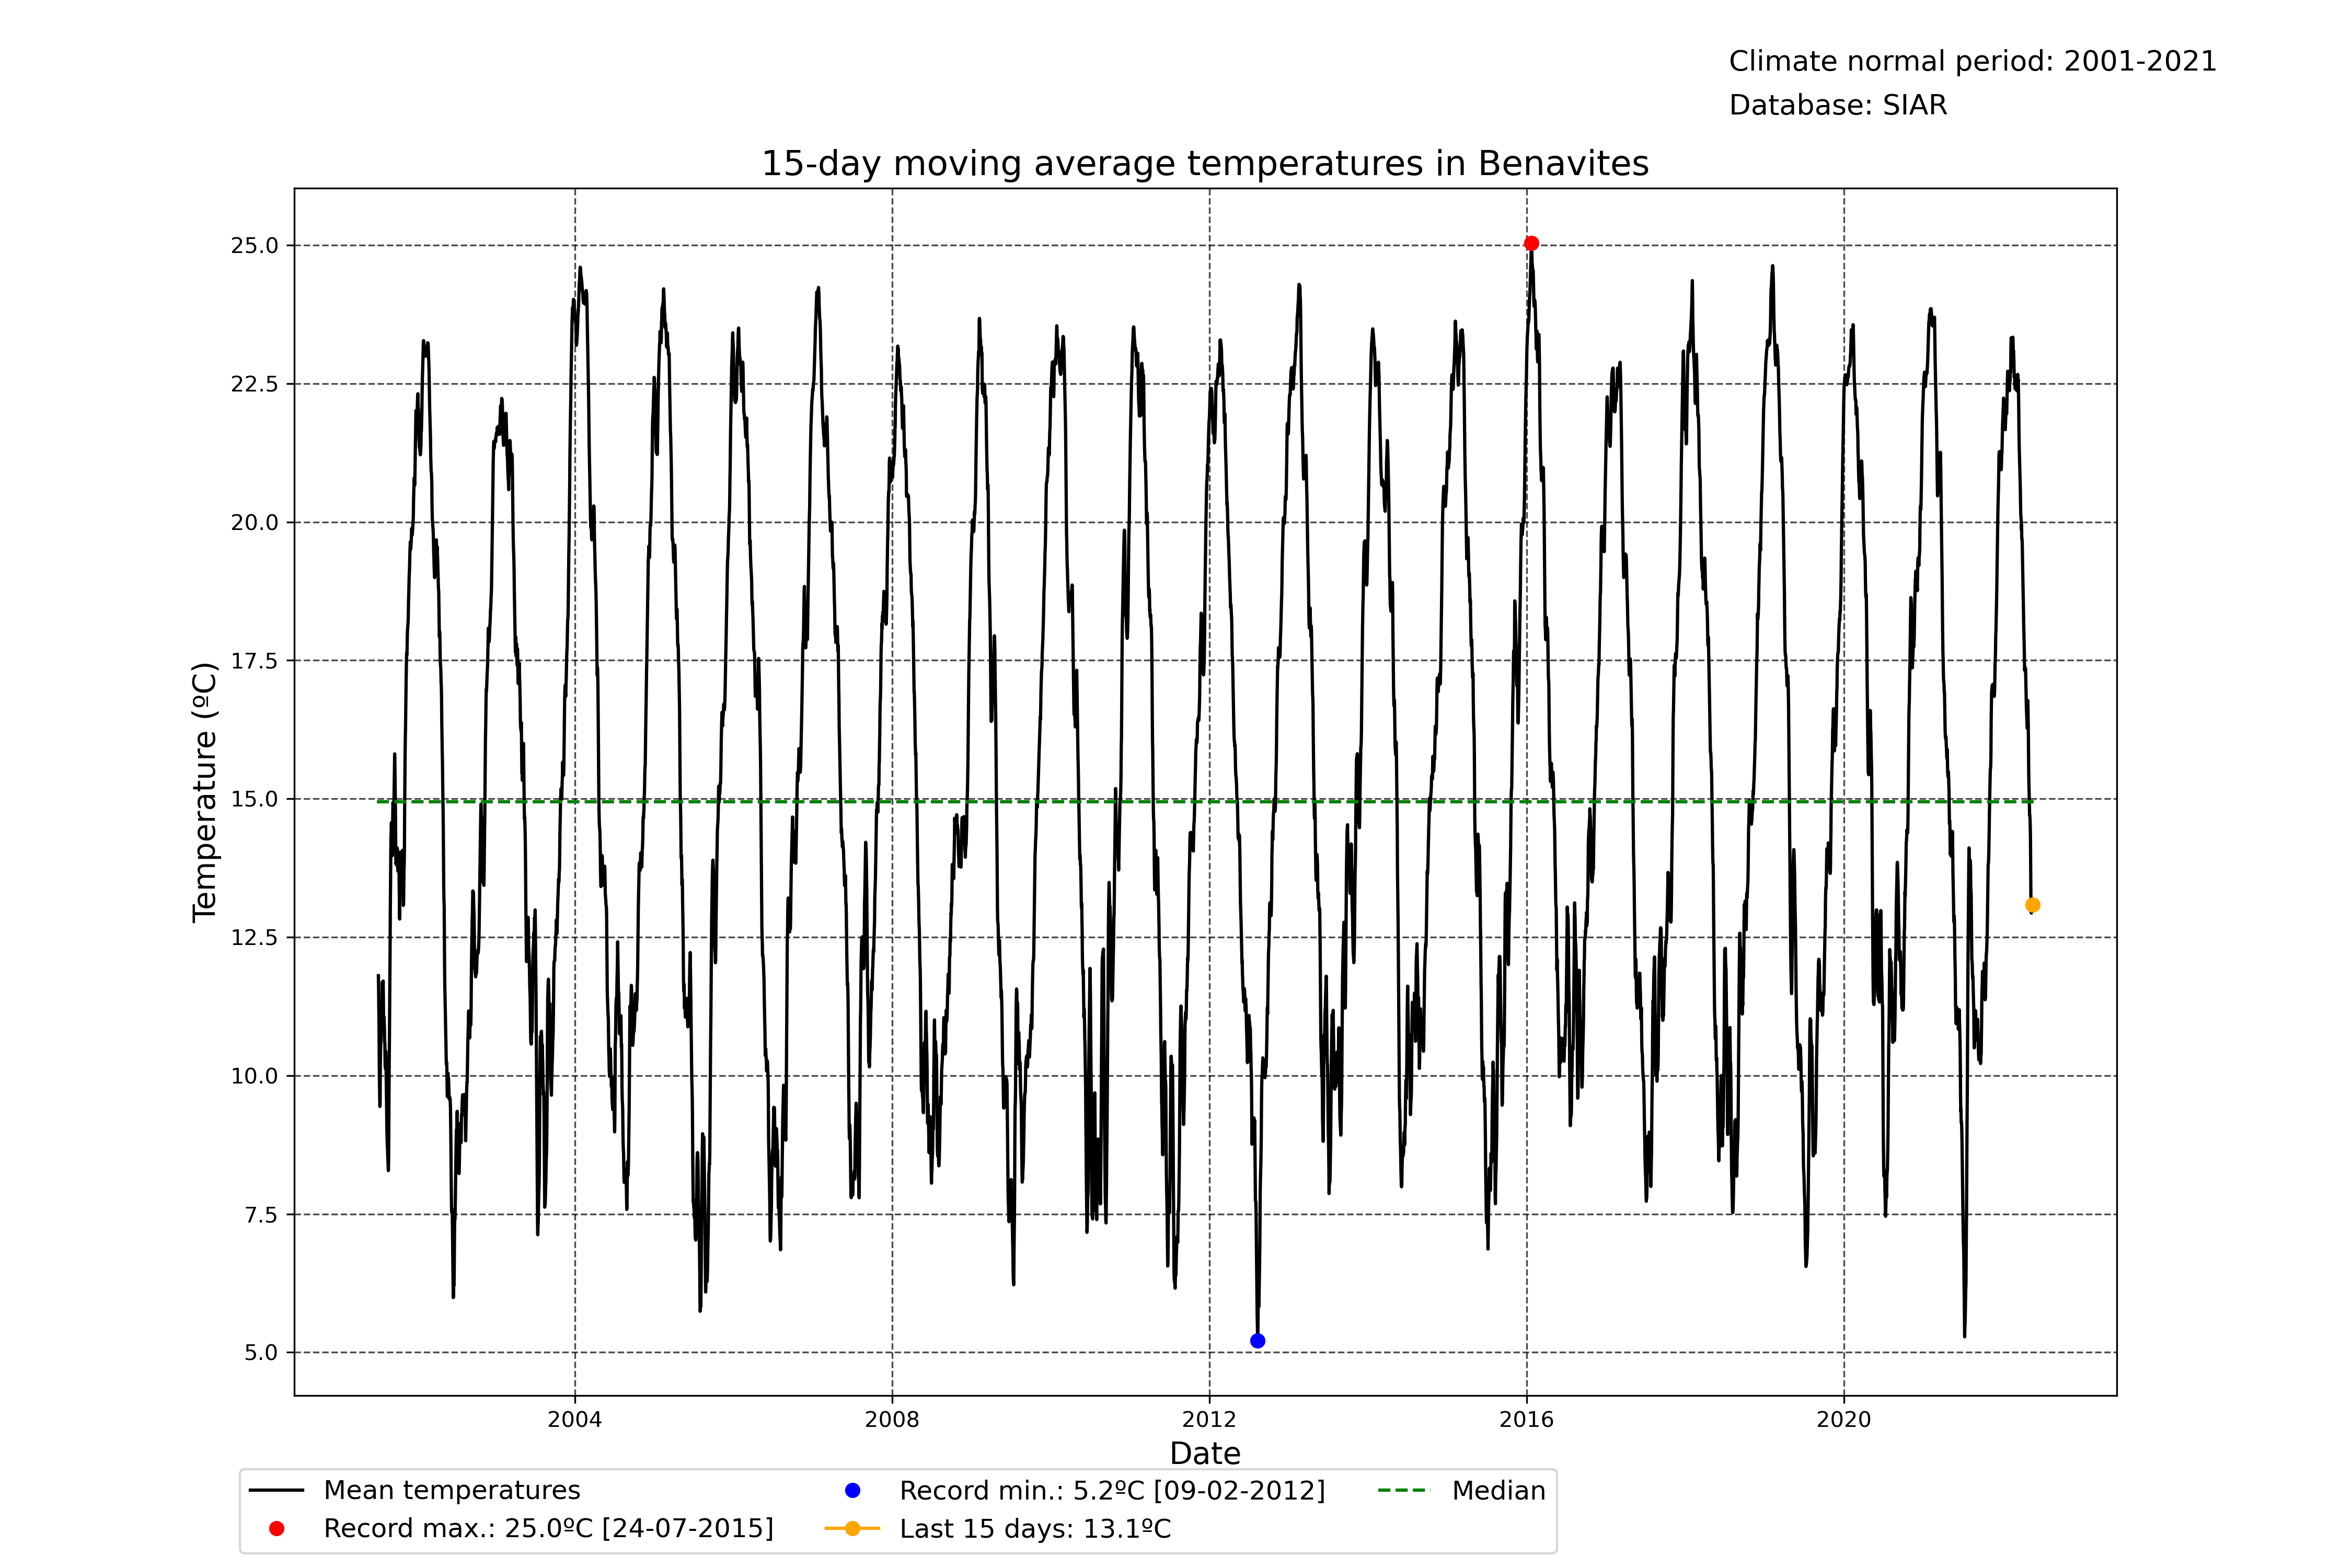 Climate normal period: 2001-2021
Database: SIAR
15-day moving average temperatures in Benavites
25.0
22.5
20.0
17.5
15.0
12.5
10.0
7.5
5.0
Temperature (ºC)
2004 2008 2012 2016 2020
Date
Mean temperatures
Record max.: 25.0ºC [24-07-2015]
Record min.: 5.2ºC [09-02-2012]
Last 15 days: 13.1ºC
Median